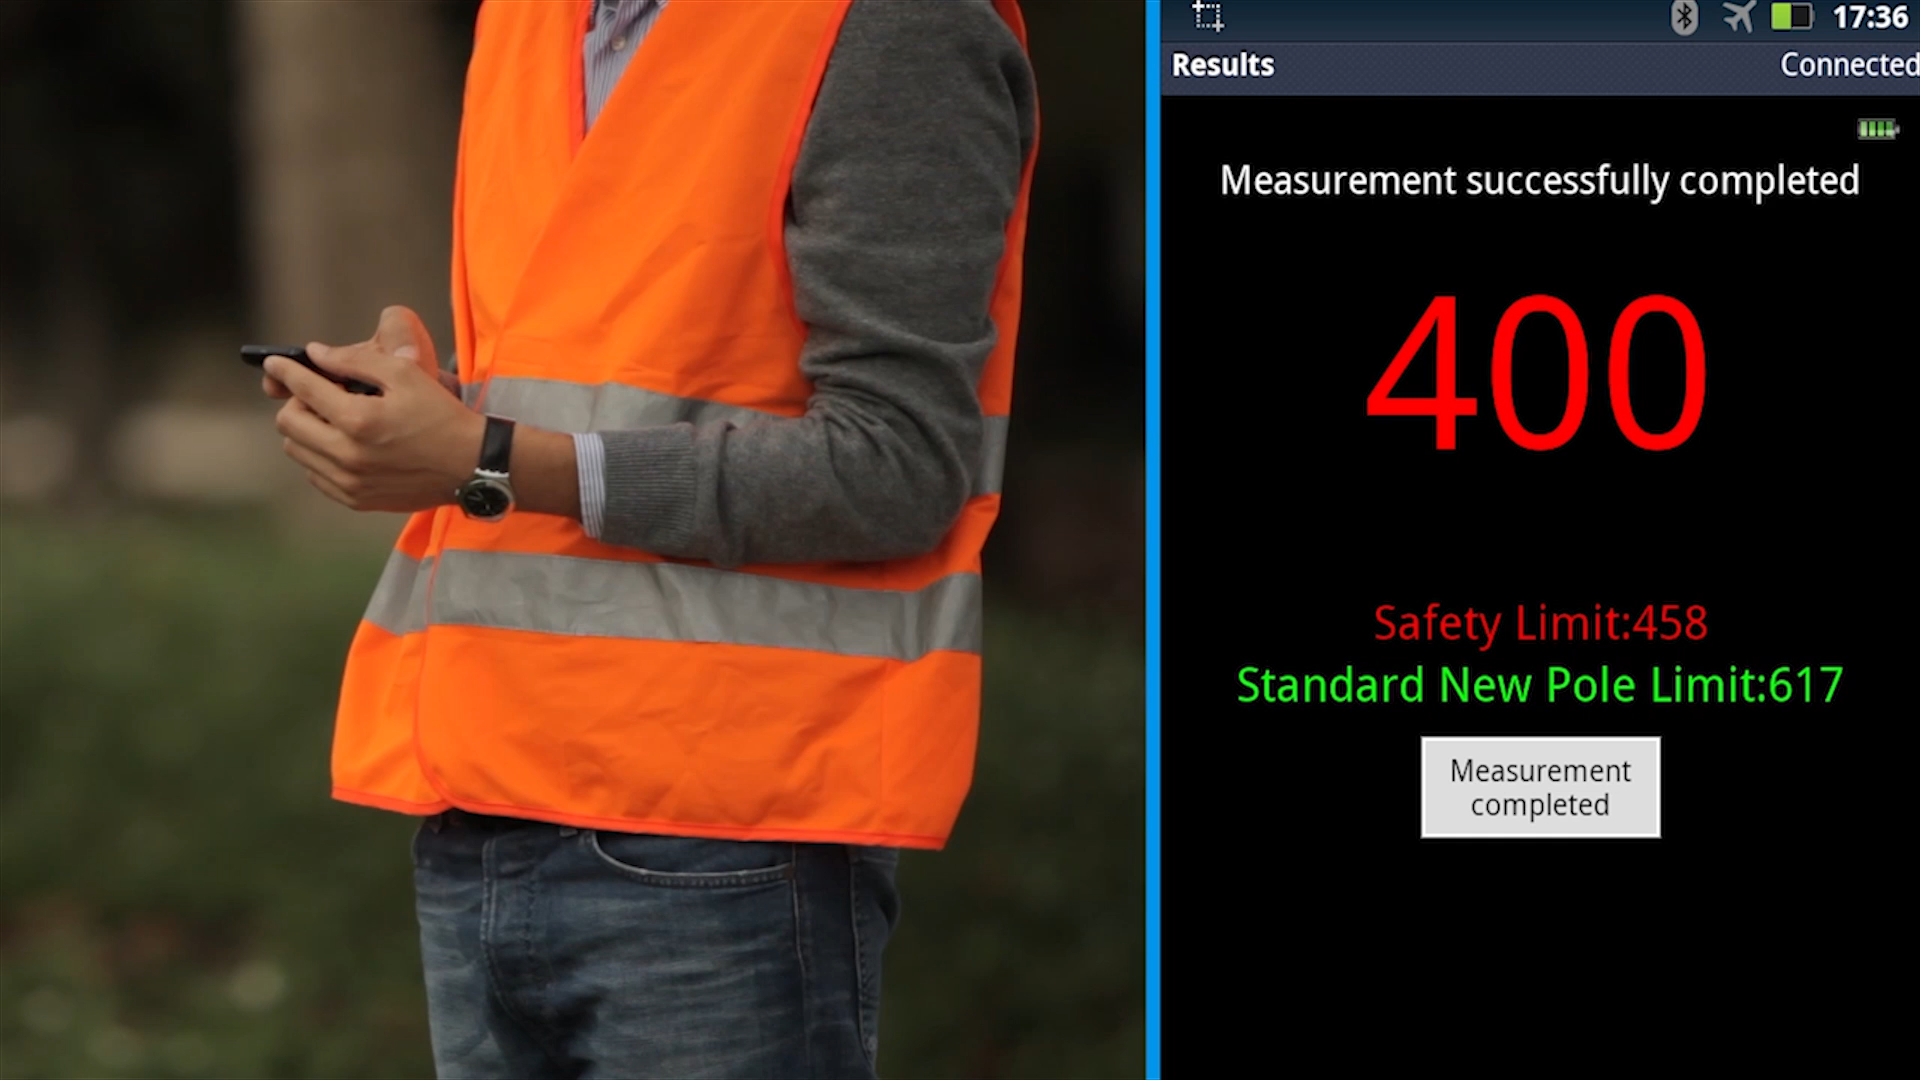 17:36
Results
Connected
Measurement successfully completed
400
Safety Limit:458
Standard New Pole Limit:617
Measurement
completed